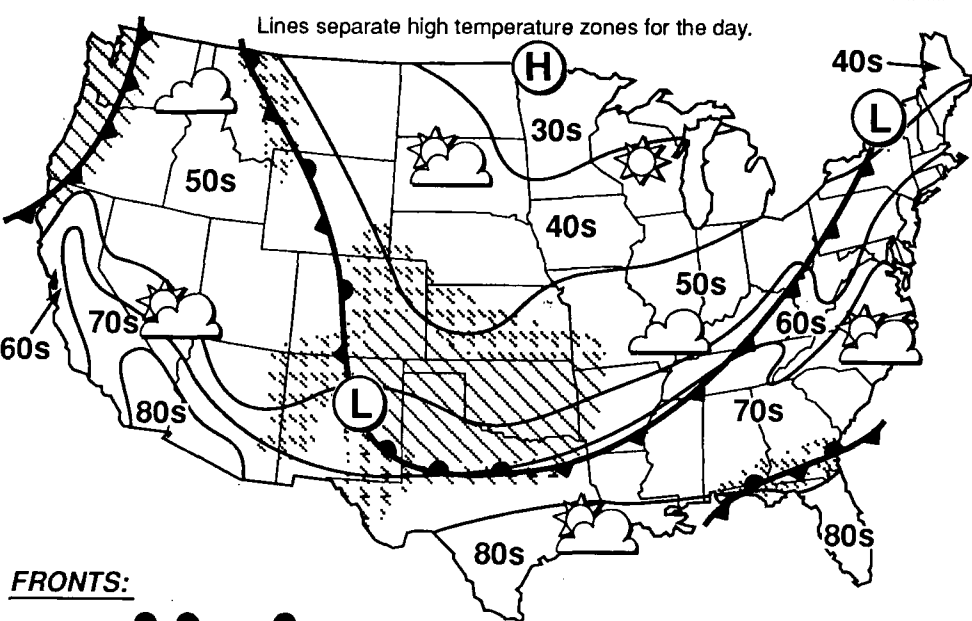 Lines separate high temperature zones for the day.
H
40s
L
30s
50s
40s
50s
70s
60s
60s
L
80s
70s
80s
80s
FRONTS: